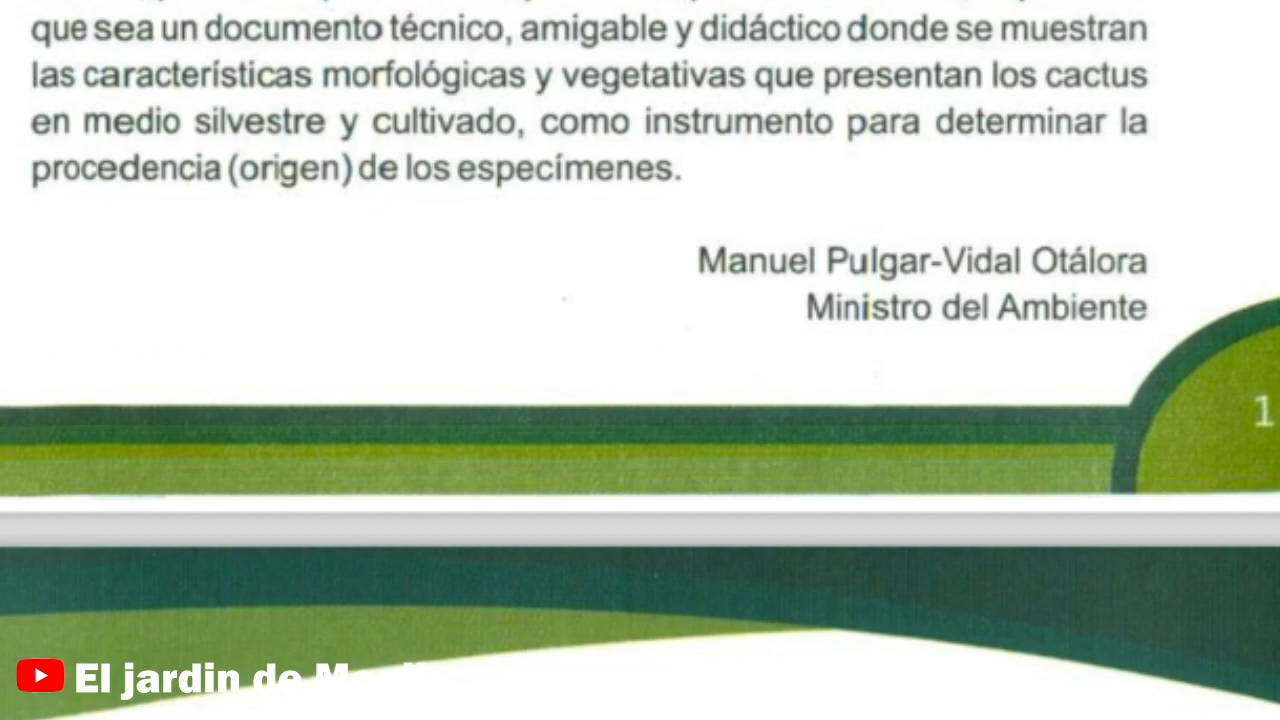 que sea un documento técnico, amigable y didáctico donde se muestran
las características morfológicas y vegetativas que presentan los cactus
en medio silvestre y cultivado, como instrumento para determinar la
procedencia (origen) de los especímenes.
Manuel Pulgar-Vidal Otálora
Ministro del Ambiente
1
El jardin de